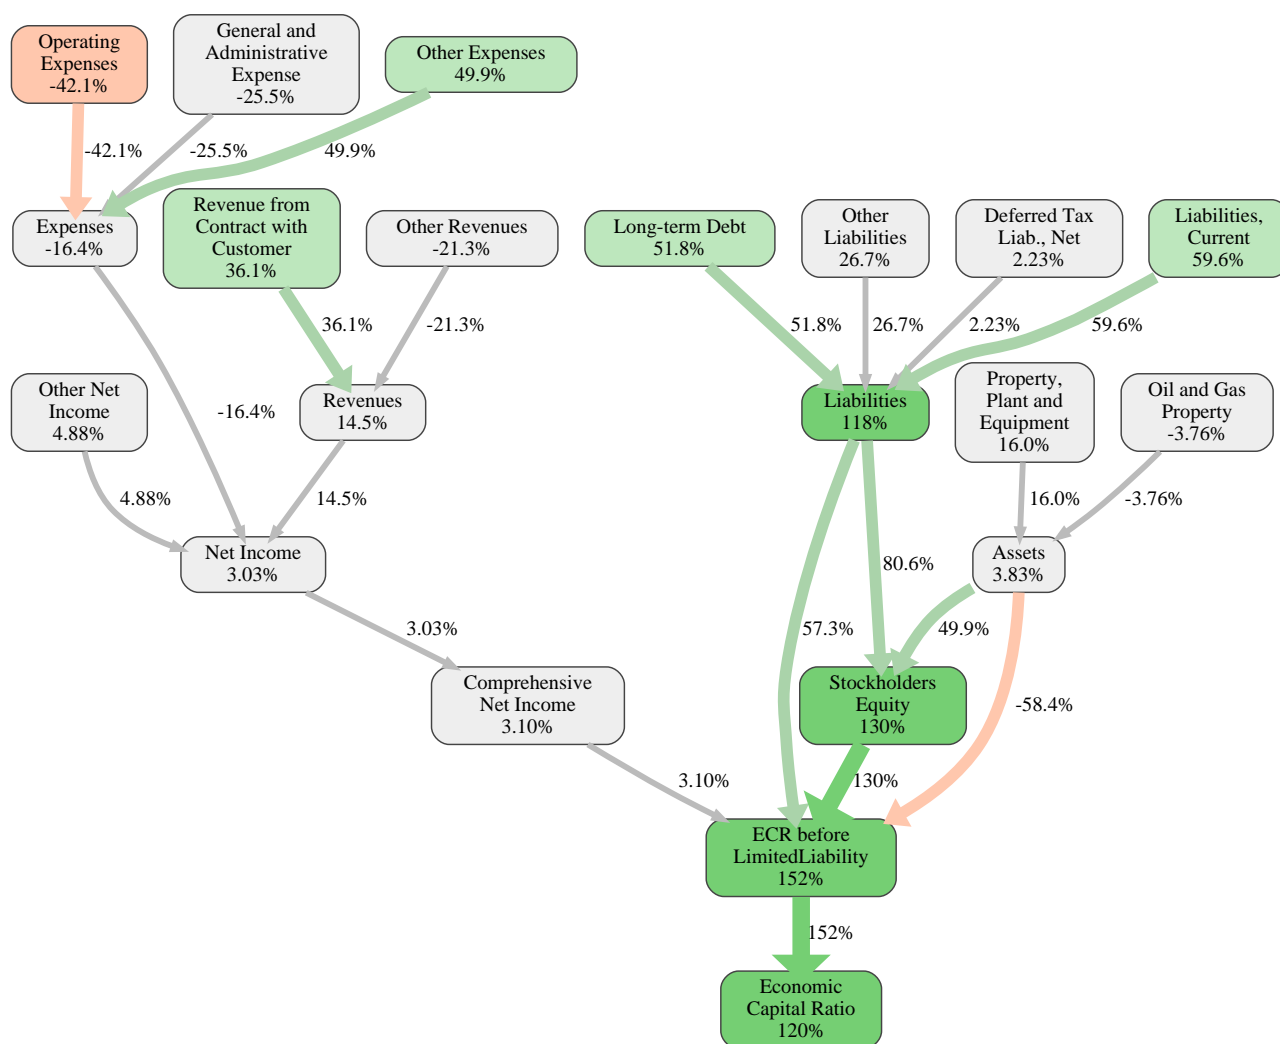 Operating
Expenses
-42.1%
General and
Administrative
Expense
-25.5%
Other Expenses
49.9%
-42.1%
-25.5%
49.9%
Expenses
-16.4%
Revenue from
Contract with
Customer
36.1%
Other Revenues
-21.3%
Long-term Debt
51.8%
Other
Liabilities
26.7%
Deferred Tax
Liab., Net
2.23%
Liabilities,
Current
59.6%
36.1%
-21.3%
51.8%
26.7%
2.23%
59.6%
Other Net
Income
4.88%
-16.4%
Revenues
14.5%
Liabilities
118%
Property,
Plant and
Equipment
16.0%
Oil and Gas
Property
-3.76%
4.88%
14.5%
16.0%
-3.76%
Net Income
3.03%
80.6%
Assets
3.83%
3.03%
57.3%
49.9%
Comprehensive
Net Income
3.10%
Stockholders
Equity
130%
-58.4%
3.10%
130%
ECR before
LimitedLiability
152%
152%
Economic
Capital Ratio
120%